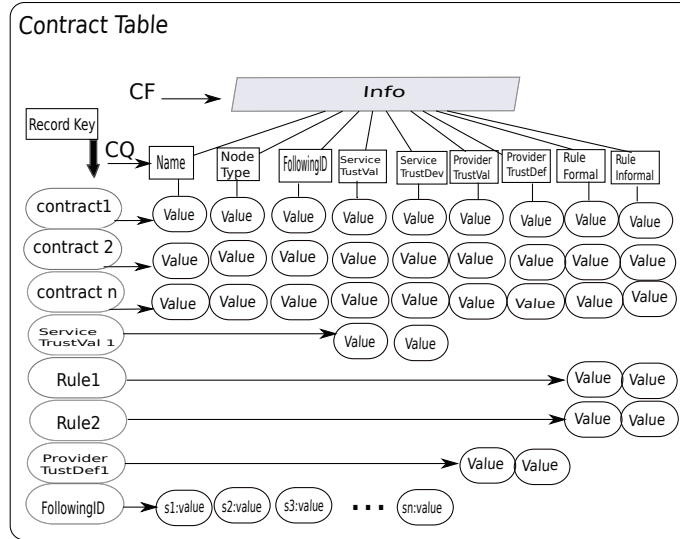 Contract Table
CF
Info
Record Key
CQ
Name
Node Type
FollowingID
Service TrustVal
Service TrustDev
Provider TrustVal
Provider TrustDef
Rule Formal
Rule Informal
contract1
Value Value Value Value Value Value Value Value Value
contract 2
Value Value Value Value Value Value Value Value Value
contract n
Value Value Value Value Value Value Value Value Value
Service TrustVal 1
Value Value
Rule1
Value Value
Rule2
Value Value
Provider TustDef1
Value Value
FollowingID
s1:value s2:value s3:value ... sn:value